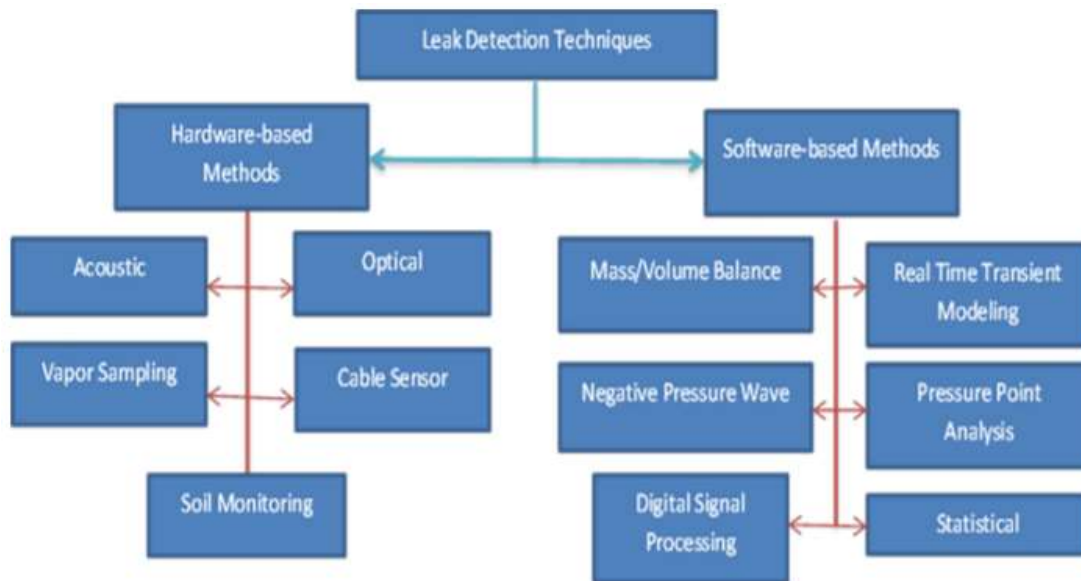 Leak Detection Techniques
Hardware-based
Methods
Software-based Methods
Acoustic
Optical
Vapor Sampling
Cable Sensor
Soil Monitoring
Mass/Volume Balance
Real Time Transient
Modeling
Negative Pressure Wave
Pressure Point
Analysis
Digital Signal
Processing
Statistical